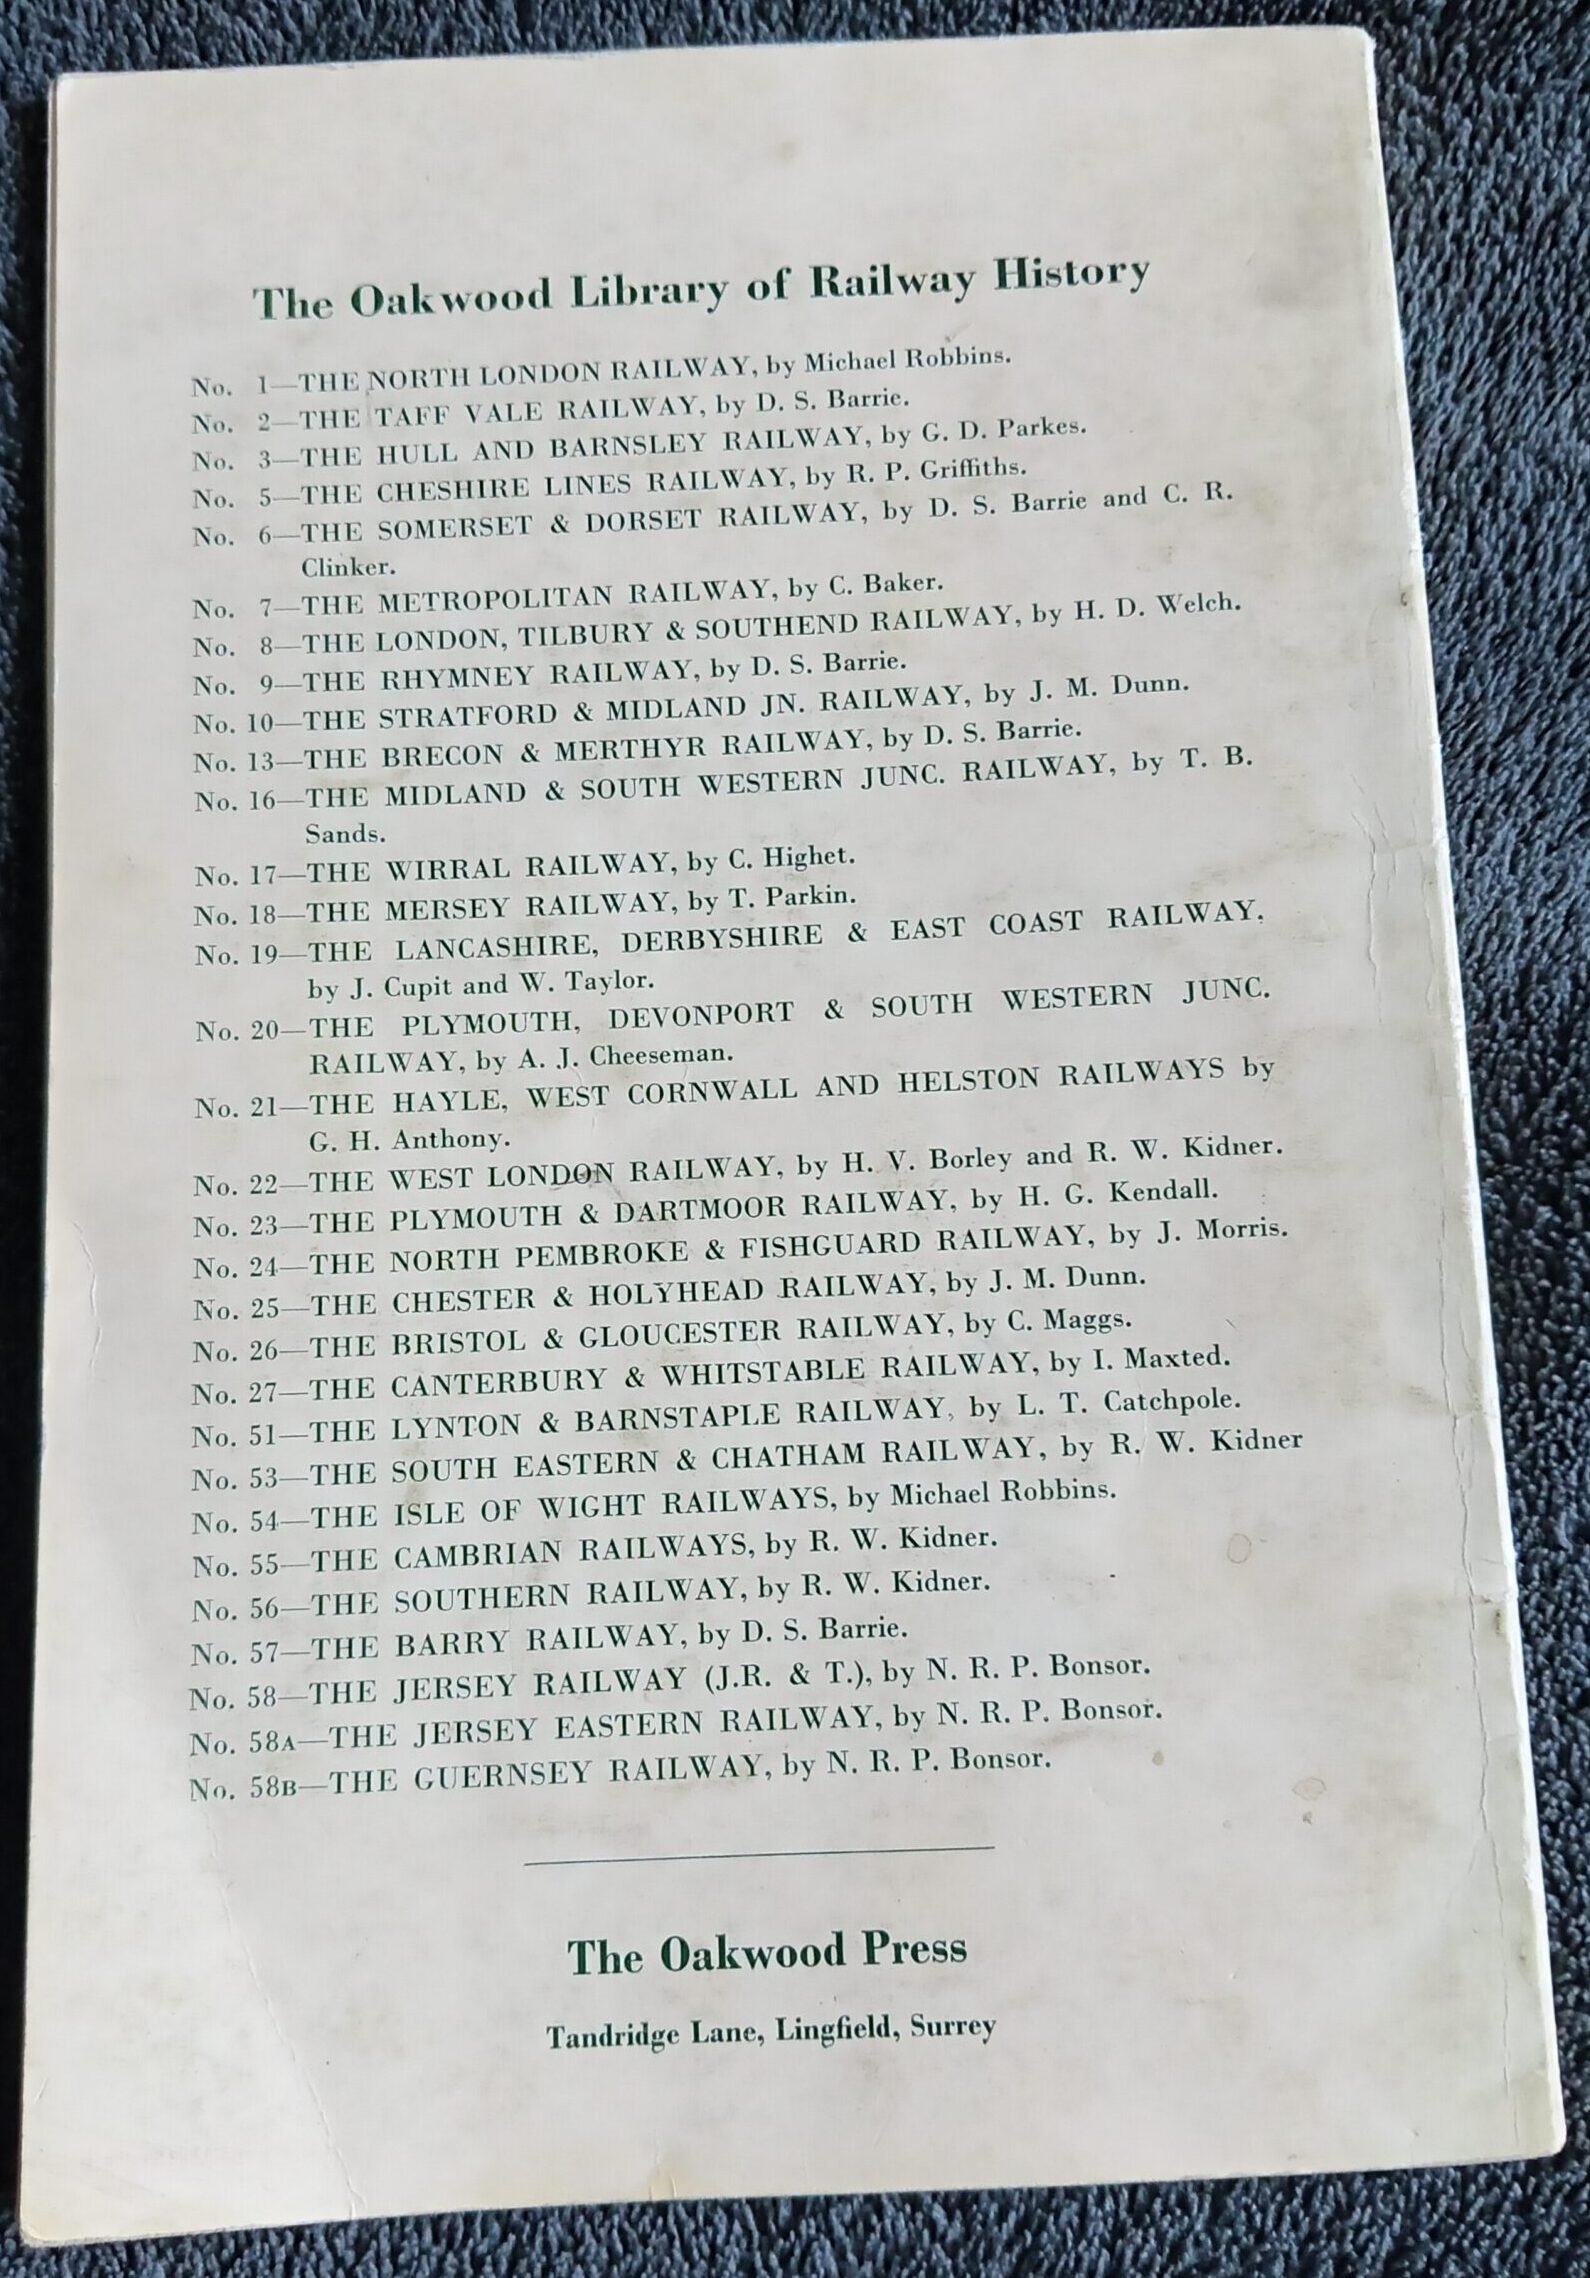 The Oakwood Library of Railway History
No. 1—THE NORTH LONDON RAILWAY, by Michael Robbins.
No. 2—THE TAFF VALE RAILWAY, by D. S. Barrie.
No. 3—THE HULL AND BARNSLEY RAILWAY, by G. D. Parkes.
No. 5—THE CHESHIRE LINES RAILWAY, by R. P. Griffiths.
No. 6—THE SOMERSET & DORSET RAILWAY, by D. S. Barrie and C. R.
Clinker.
No. 7—THE METROPOLITAN RAILWAY, by C. Baker.
No. 8—THE LONDON, TILBURY & SOUTHEND RAILWAY, by H. D. Welch.
No. 9—THE RHYMNEY RAILWAY, by D. S. Barrie.
No. 10—THE STRATFORD & MIDLAND JN. RAILWAY, by J. M. Dunn.
No. 13—THE BRECON & MERTHYR RAILWAY, by D. S. Barrie.
No. 16—THE MIDLAND & SOUTH WESTERN JUNC. RAILWAY, by T. B.
Sands.
No. 17—THE WIRRAL RAILWAY, by C. Highet.
No. 18—THE MERSEY RAILWAY, by T. Parkin.
No. 19—THE LANCASHIRE, DERBYSHIRE & EAST COAST RAILWAY,
by J. Cupit and W. Taylor.
No. 20—THE PLYMOUTH, DEVONPORT & SOUTH WESTERN JUNC.
RAILWAY, by A. J. Cheeseman.
No. 21—THE HAYLE, WEST CORNWALL AND HELSTON RAILWAYS by
G. H. Anthony.
No. 22—THE WEST LONDON RAILWAY, by H. V. Borley and R. W. Kidner.
No. 23—THE PLYMOUTH & DARTMOOR RAILWAY, by H. G. Kendall.
No. 24—THE NORTH PEMBROKE & FISHGUARD RAILWAY, by J. Morris.
No. 25—THE CHESTER & HOLYHEAD RAILWAY, by J. M. Dunn.
No. 26—THE BRISTOL & GLOUCESTER RAILWAY, by C. Maggs.
No. 27—THE CANTERBURY & WHITSTABLE RAILWAY, by I. Maxted.
No. 51—THE LYNTON & BARNSTAPLE RAILWAY, by L. T. Catchpole.
No. 53—THE SOUTH EASTERN & CHATHAM RAILWAY, by R. W. Kidner
No. 54—THE ISLE OF WIGHT RAILWAYS, by Michael Robbins.
No. 55—THE CAMBRIAN RAILWAYS, by R. W. Kidner.
No. 56—THE SOUTHERN RAILWAY, by R. W. Kidner.
No. 57—THE BARRY RAILWAY, by D. S. Barrie.
No. 58—THE JERSEY RAILWAY (J.R. & T.), by N. R. P. Bonsor.
No. 58A—THE JERSEY EASTERN RAILWAY, by N. R. P. Bonsor.
No. 58B—THE GUERNSEY RAILWAY, by N. R. P. Bonsor.
The Oakwood Press
Tandridge Lane, Lingfield, Surrey